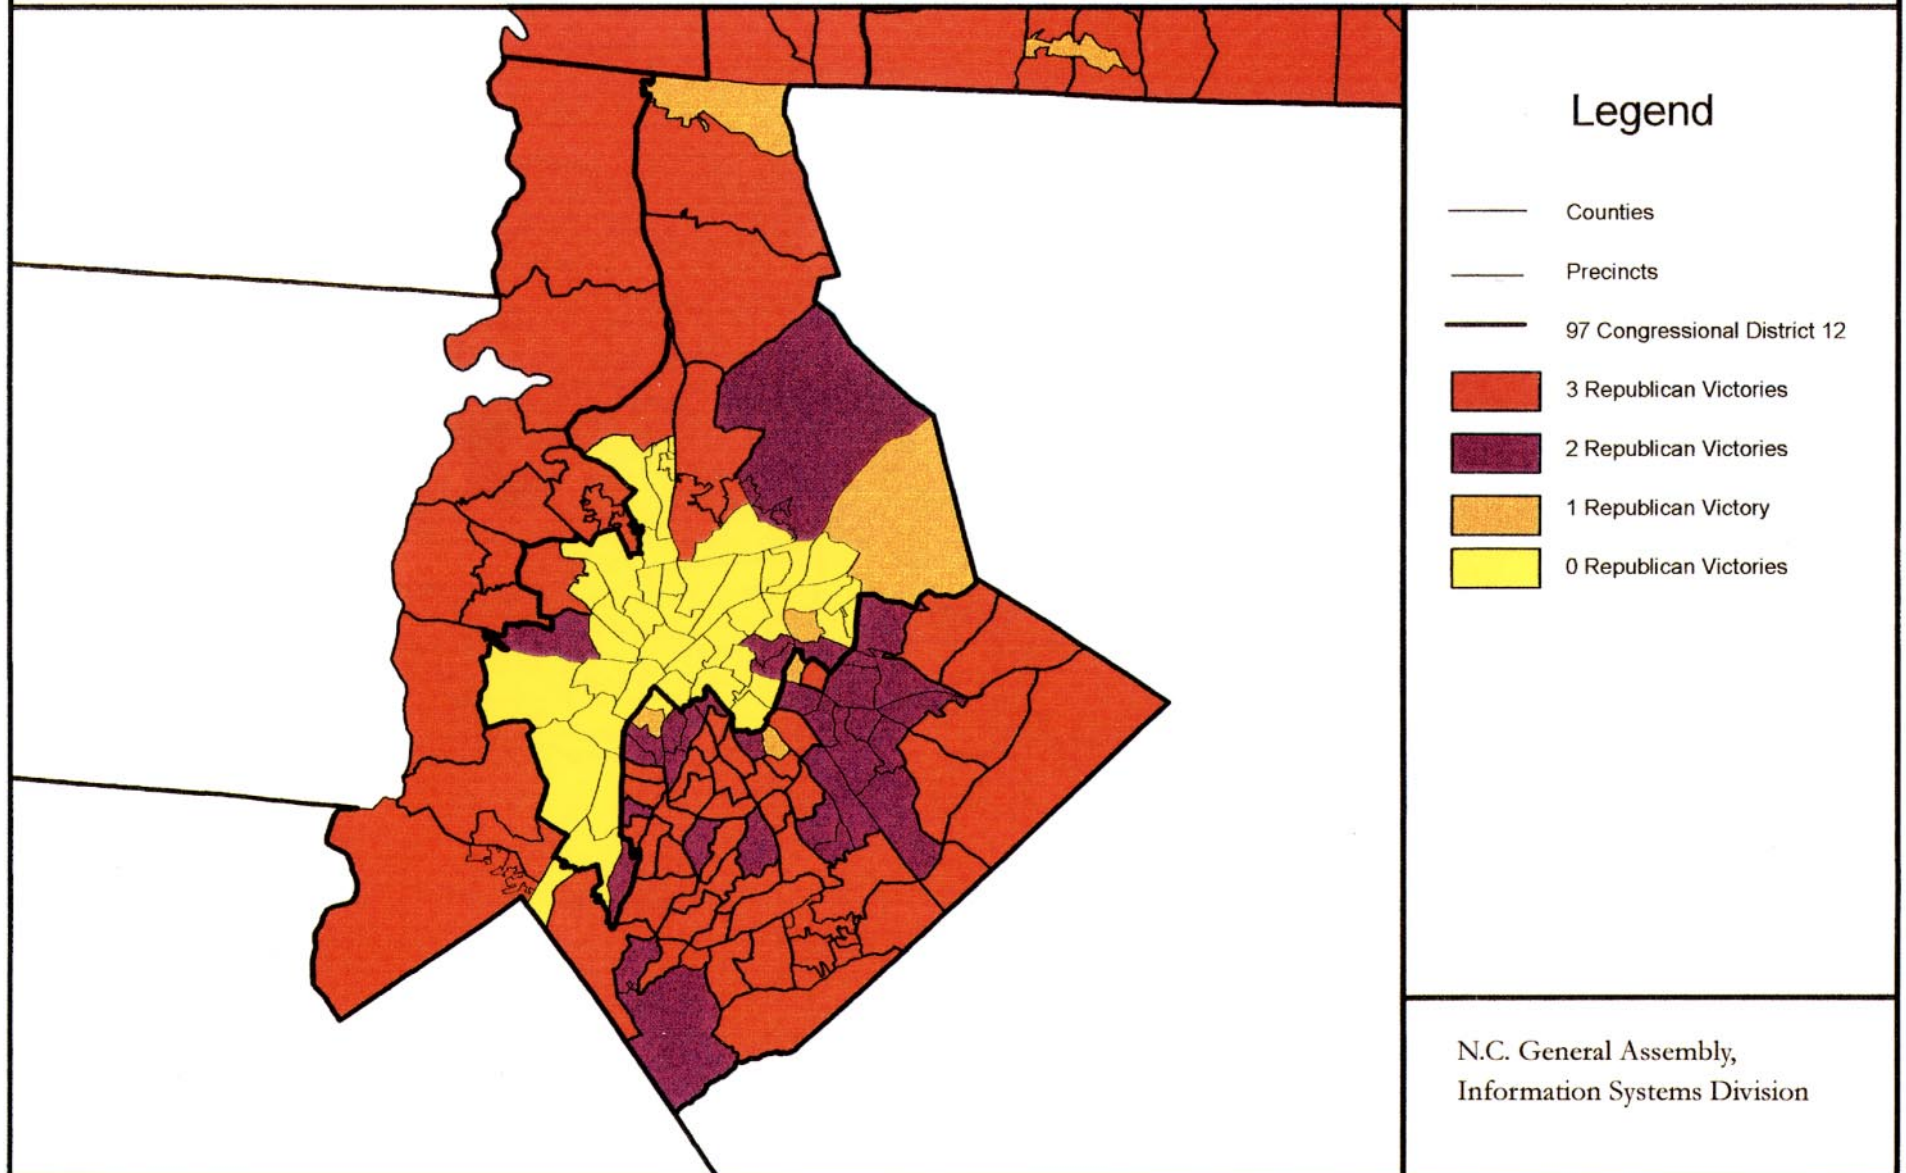 Legend
Counties
Precincts
97 Congressional District 12
3 Republican Victories
2 Republican Victories
1 Republican Victory
0 Republican Victories
N.C. General Assembly,
Information Systems Division